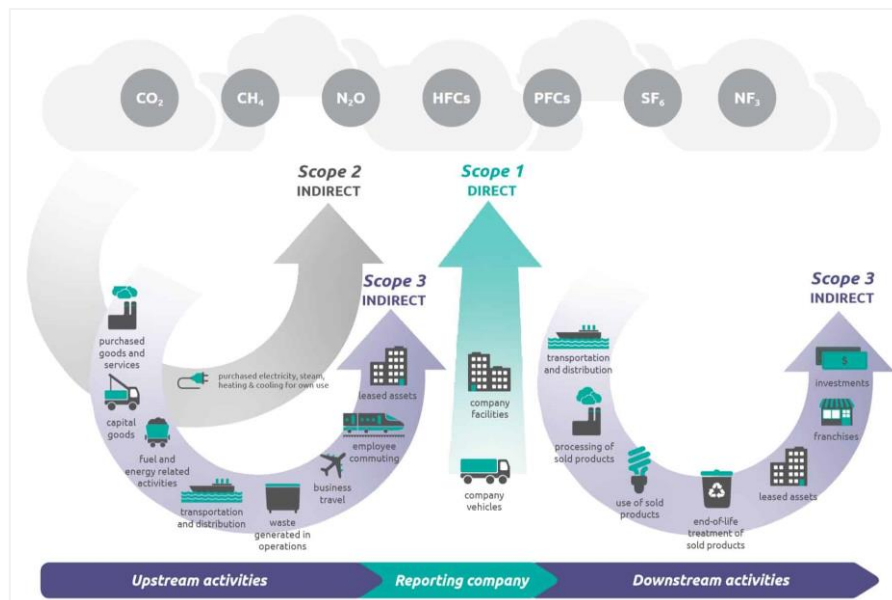 CO₂
CH₄
N₂O
HFCs
PFCs
SF₆
NF₃
Scope 2
INDIRECT
Scope 1
DIRECT
Scope 3
INDIRECT
Scope 3
INDIRECT
purchased
goods and
services
capital
goods
fuel and
energy related
activities
transportation
and distribution
waste
generated in
operations
business
travel
employee
commuting
leased assets
purchased electricity, steam,
heating & cooling for own use
company
facilities
company
vehicles
transportation
and distribution
processing of
sold products
use of sold
products
end-of-life
treatment of
sold products
leased assets
franchises
$
investments
Upstream activities
Reporting company
Downstream activities